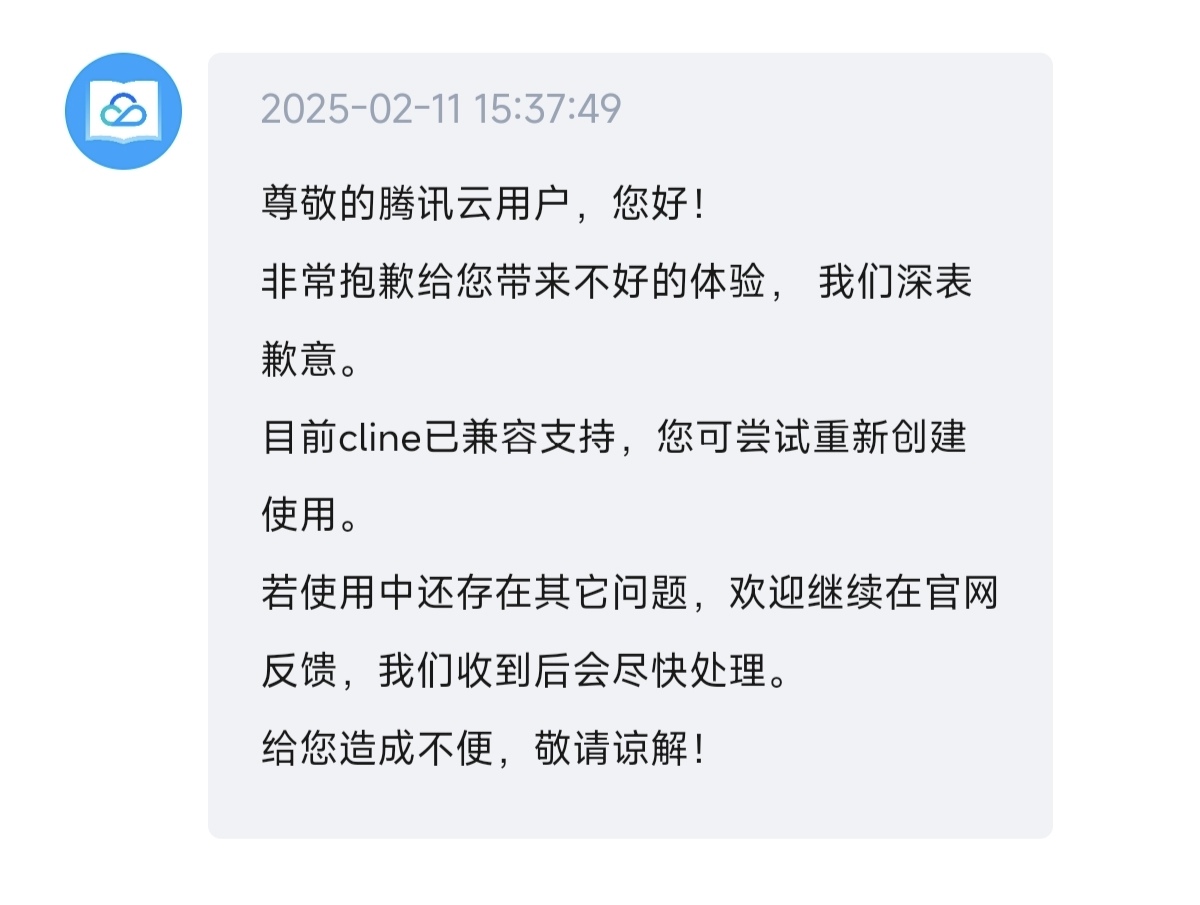 2025-02-11 15:37:49
尊敬的腾讯云用户，您好！
非常抱歉给您带来不好的体验， 我们深表
歉意。
目前cline已兼容支持，您可尝试重新创建
使用。
若使用中还存在其它问题，欢迎继续在官网
反馈，我们收到后会尽快处理。
给您造成不便，敬请谅解！